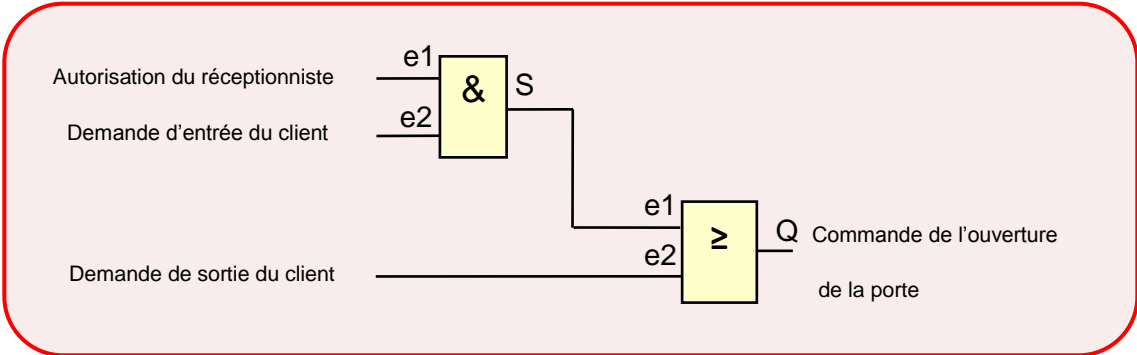 e1
Autorisation du réceptionniste
&
S
e2
Demande d'entrée du client
e1
≥
Q Commande de l'ouverture
e2
Demande de sortie du client
de la porte